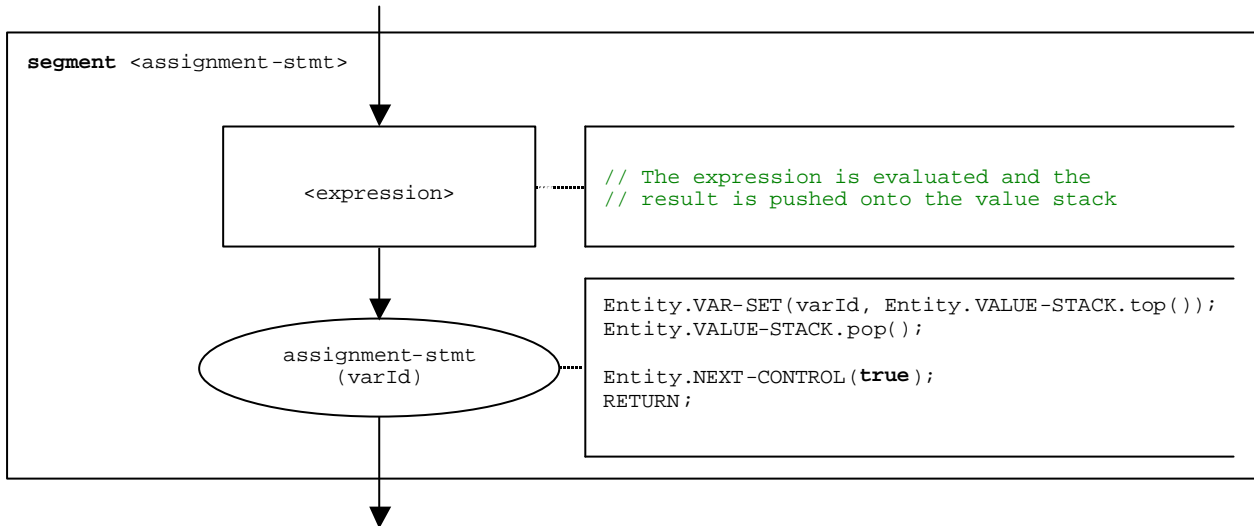 segment <assignment-stmt>
<expression>
// The expression is evaluated and the
// result is pushed onto the value stack
assignment-stmt
(varId)
Entity.VAR-SET(varId, Entity.VALUE-STACK.top());
Entity.VALUE-STACK.pop();
Entity.NEXT-CONTROL(true);
RETURN;